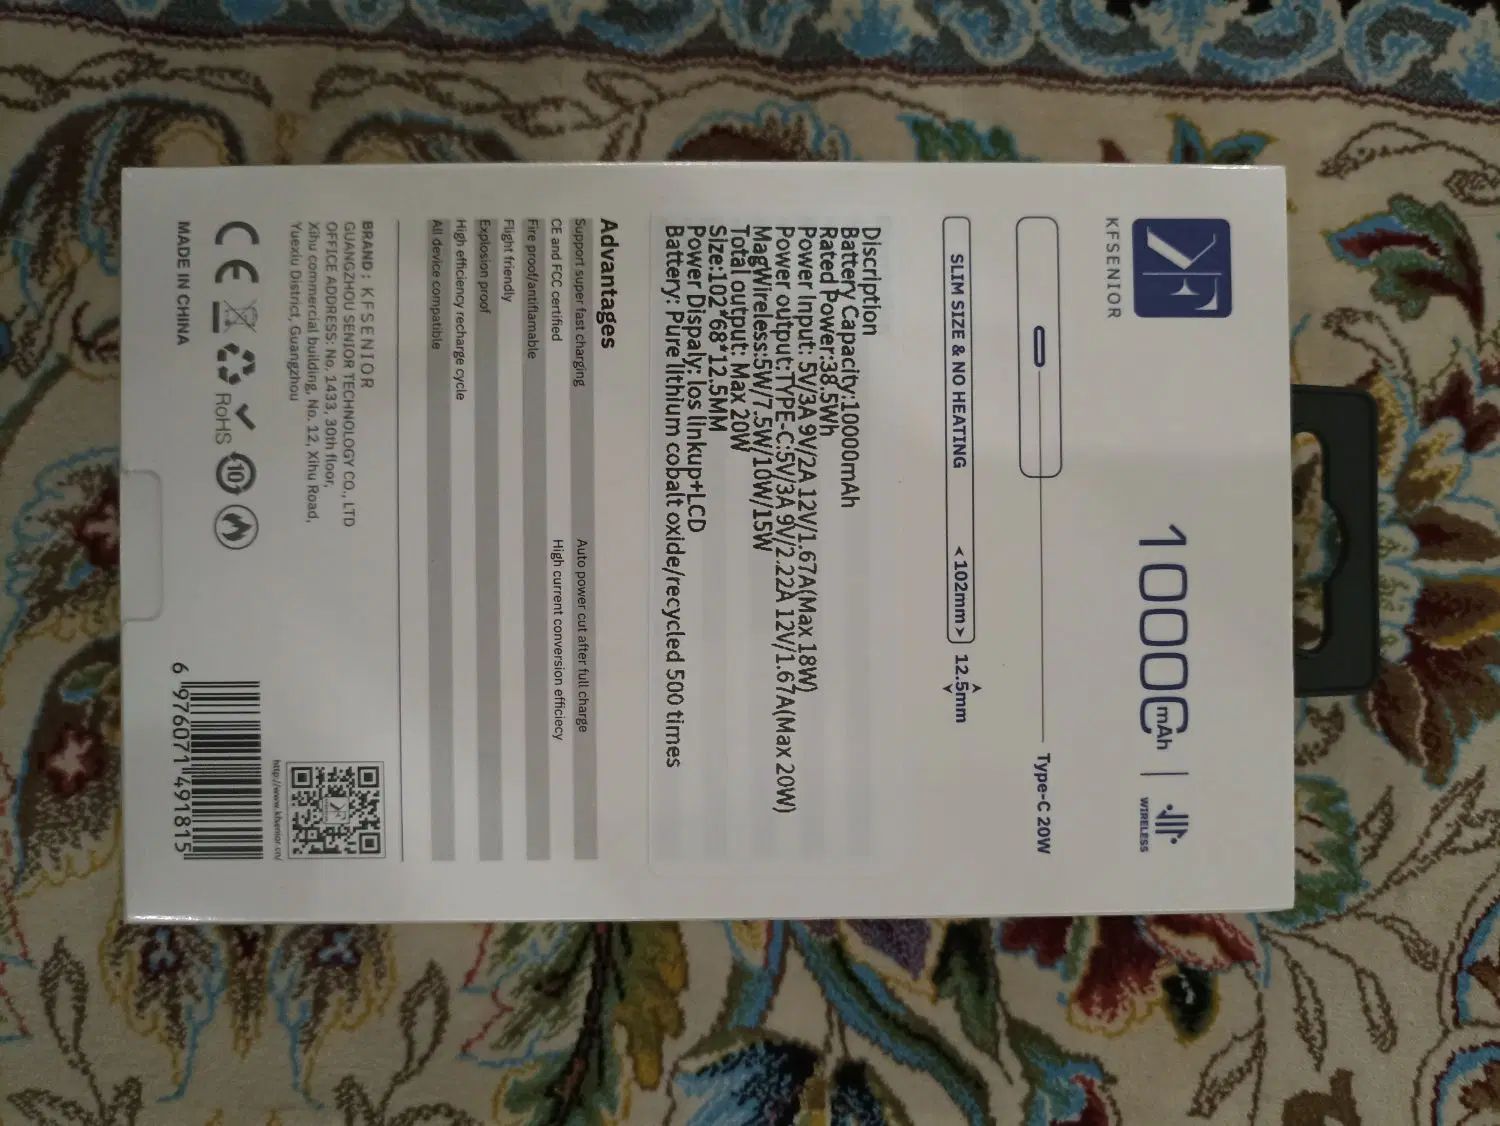 KF
KFSENIOR
10000mAh
WIRELESS
Type-C 20W
SLIM SIZE & NO HEATING
<102mm>
12.5mm
Discription
Battery Capacity:10000mAh
Rated Power:38.5Wh
Power Input: 5V/3A 9V/2A 12V/1.67A(Max 18W)
Power output:TYPE-C:5V/3A 9V/2.22A 12V/1.67A(Max 20W)
MagWireless:5W/7.5W/10W/15W
Total output: Max 20W
Size:102*68*12.5MM
Power Dispaly: Ios linkup+LCD
Battery: Pure lithium cobalt oxide/recycled 500 times
Advantages
Support super fast charging Auto power cut after full charge
CE and FCC certified High current conversion efficiecy
Fire proof/antiflamable
Flight friendly
Explosion proof
High efficiency recharge cycle
All device compatible
BRAND: KFSENIOR
GUANGZHOU SENIOR TECHNOLOGY CO., LTD
OFFICE ADDRESS: No. 1433, 30th floor,
Xihu commercial building, No. 12, Xihu Road,
Yuexiu District, Guangzhou
http://www.kfsenior.cn/
CE RoHS 10
MADE IN CHINA
6 976071 491815